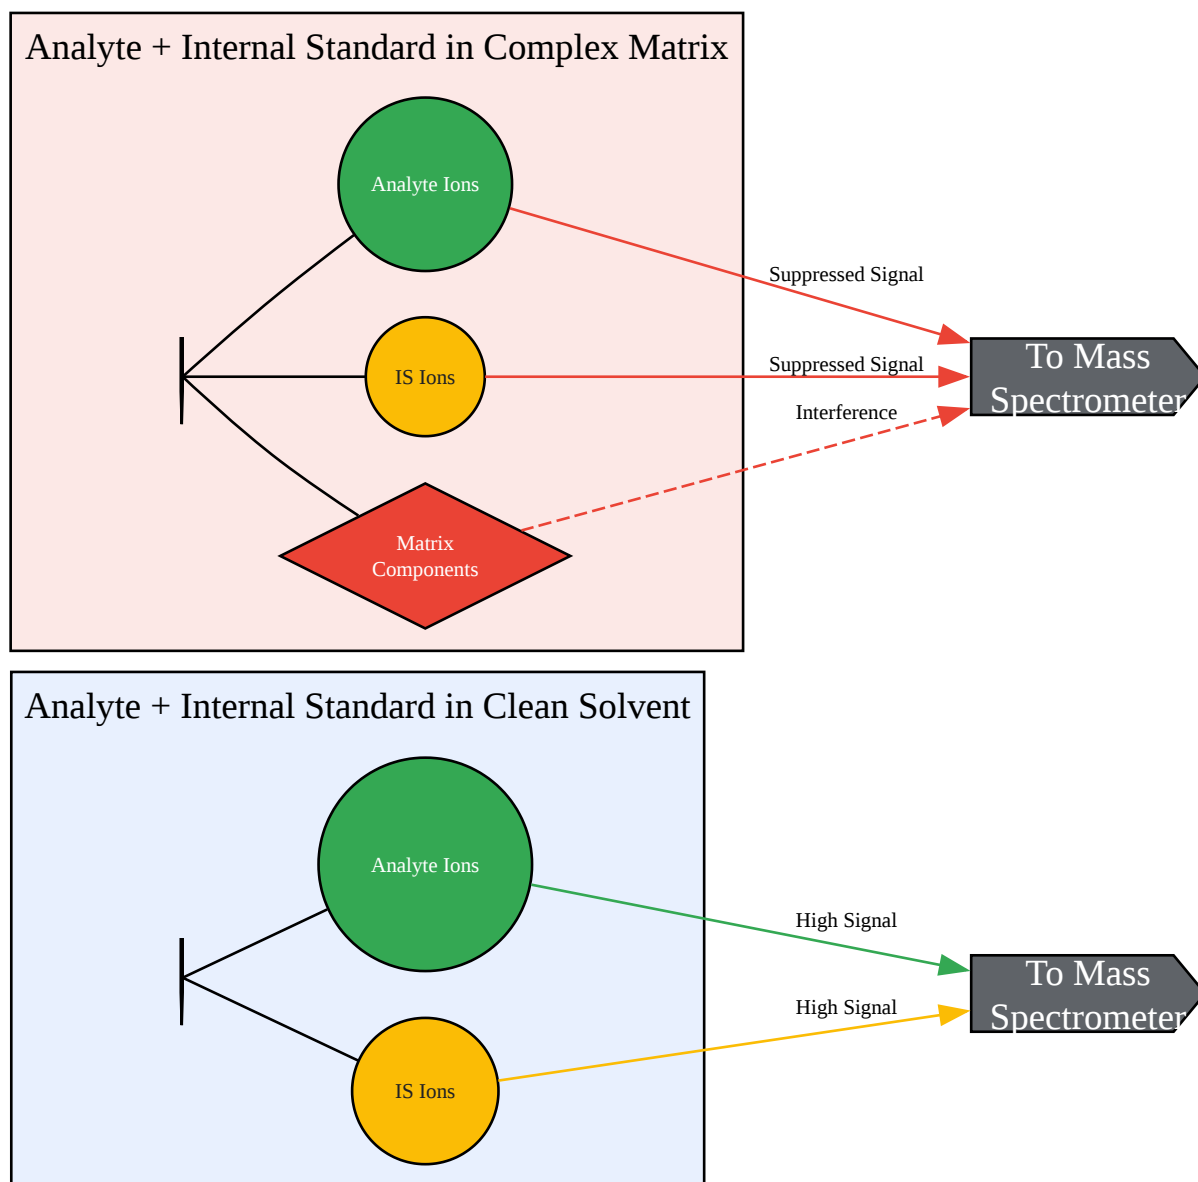 Analyte + Internal Standard in Complex Matrix
Analyte Ions
Suppressed Signal
To Mass
Spectrometer
Suppressed Signal
IS Ions
Interference
Matrix
Components
Analyte + Internal Standard in Clean Solvent
Analyte Ions
High Signal
To Mass
Spectrometer
High Signal
IS Ions